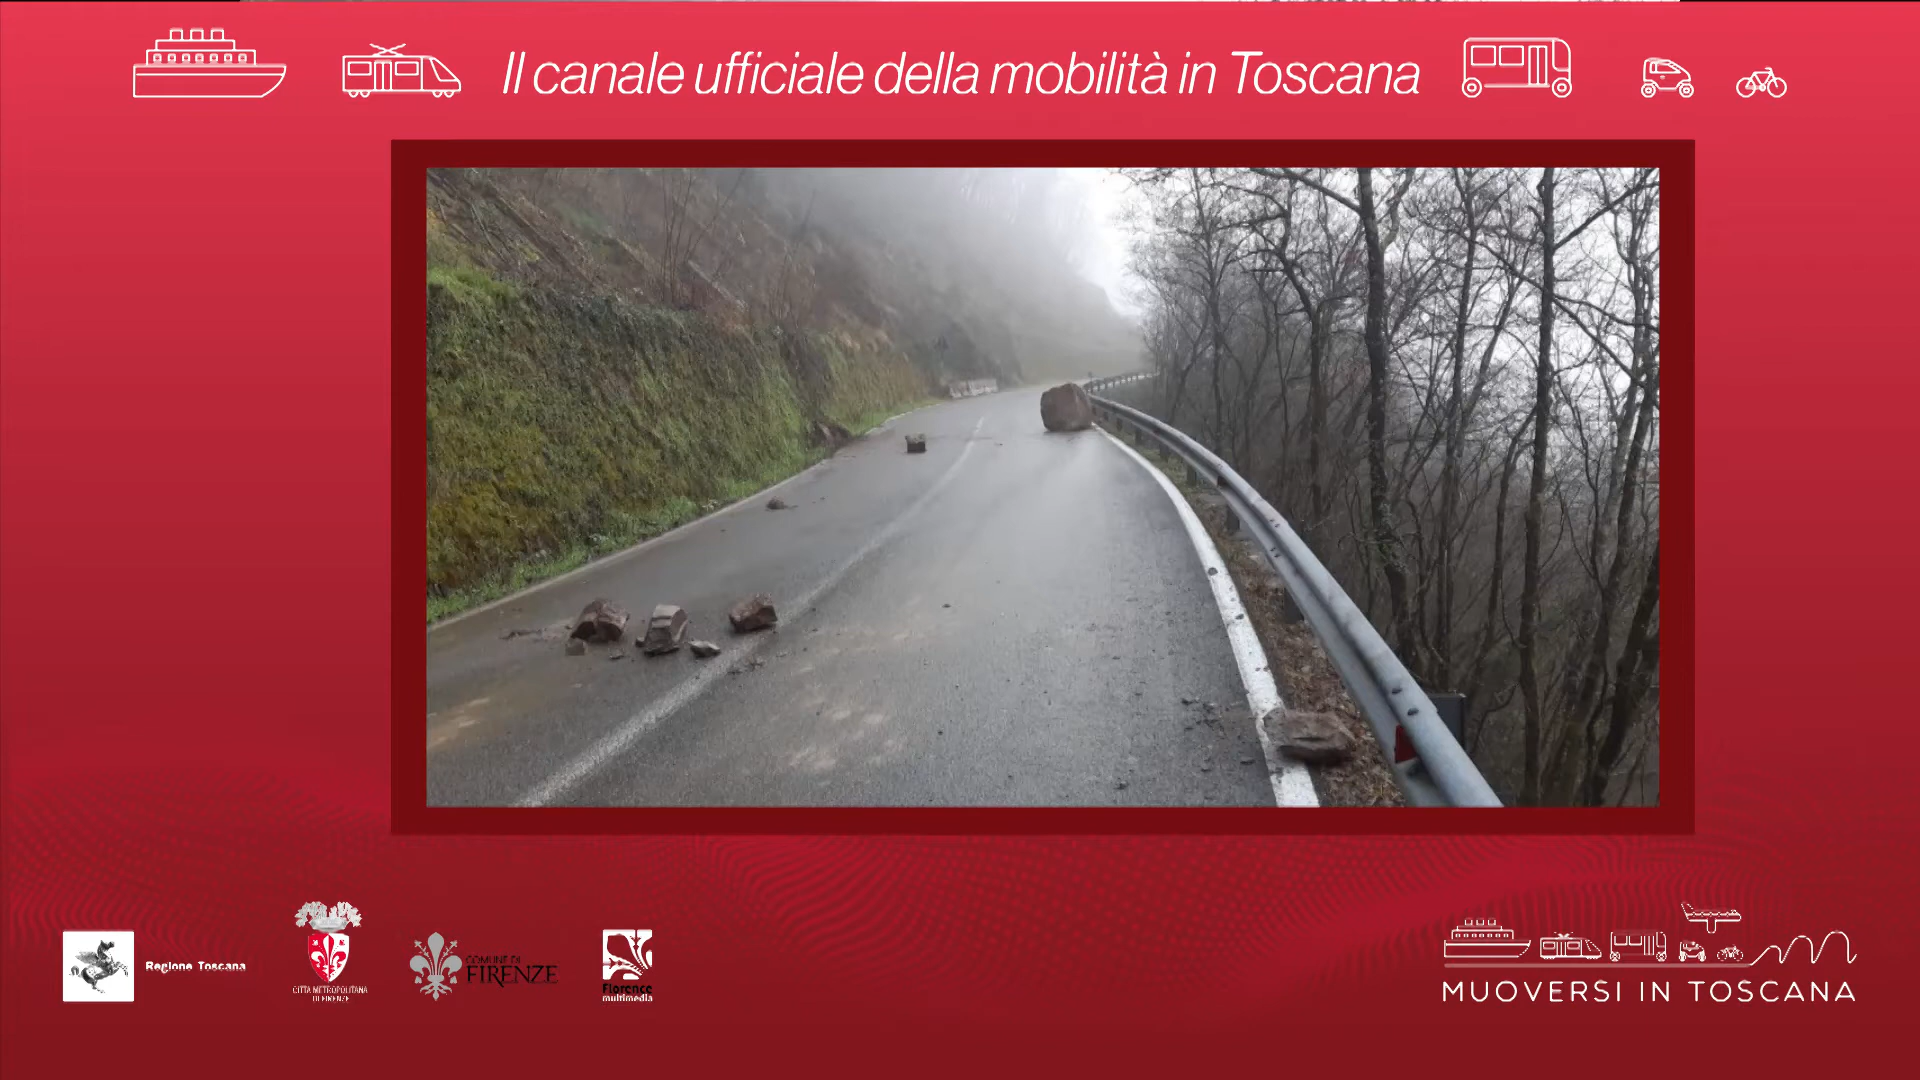 Il canale ufficiale della mobilità in Toscana
Regione Toscana
CITTÀ METROPOLITANA
DI FIRENZE
COMUNE DI
FIRENZE
Florence
multimedia
MUOVERSI IN TOSCANA